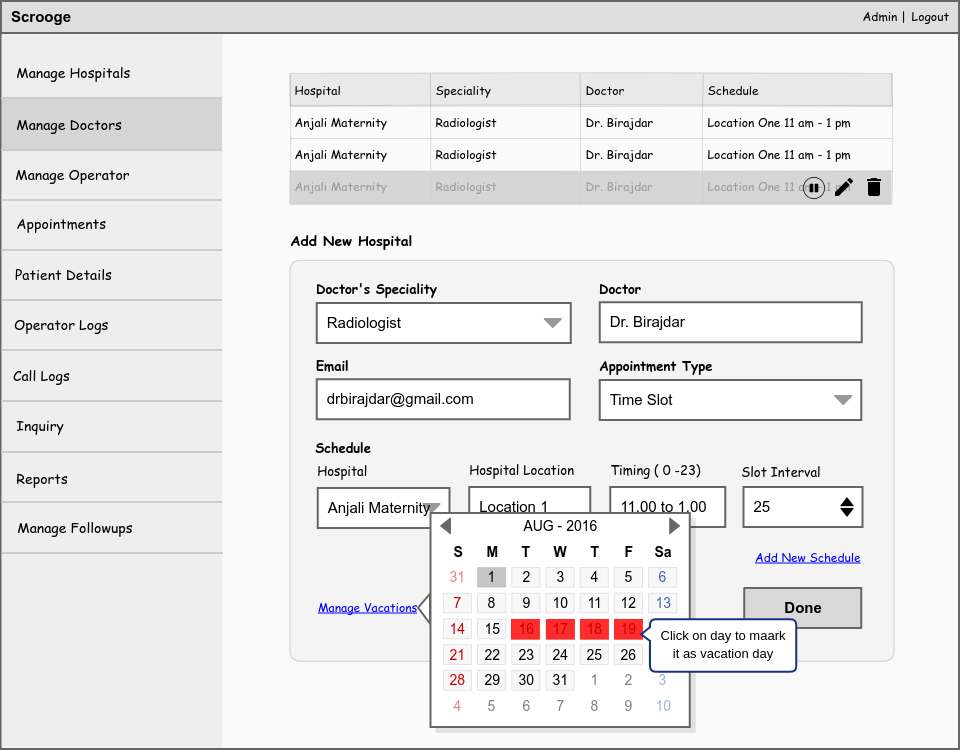 Scrooge
Admin | Logout
Manage Hospitals
Manage Doctors
Manage Operator
Appointments
Patient Details
Operator Logs
Call Logs
Inquiry
Reports
Manage Followups
Hospital Speciality Doctor Schedule
Anjali Maternity Radiologist Dr. Birajdar Location One 11 am - 1 pm
Anjali Maternity Radiologist Dr. Birajdar Location One 11 am - 1 pm
Anjali Maternity Radiologist Dr. Birajdar Location One 11
Add New Hospital
Doctor's Speciality Doctor
Radiologist Dr. Birajdar
Email Appointment Type
drbirajdar@gmail.com Time Slot
Schedule
Hospital Hospital Location Timing ( 0 -23) Slot Interval
Anjali Maternity Location 1 11.00 to 1.00 25
Add New Schedule
Manage Vacations
Done
AUG - 2016
S M T W T F Sa
31 1 2 3 4 5 6
7 8 9 10 11 12 13
14 15 16 17 18 19
21 22 23 24 25 26
28 29 30 31 1 2 3
4 5 6 7 8 9 10
Click on day to maark
it as vacation day